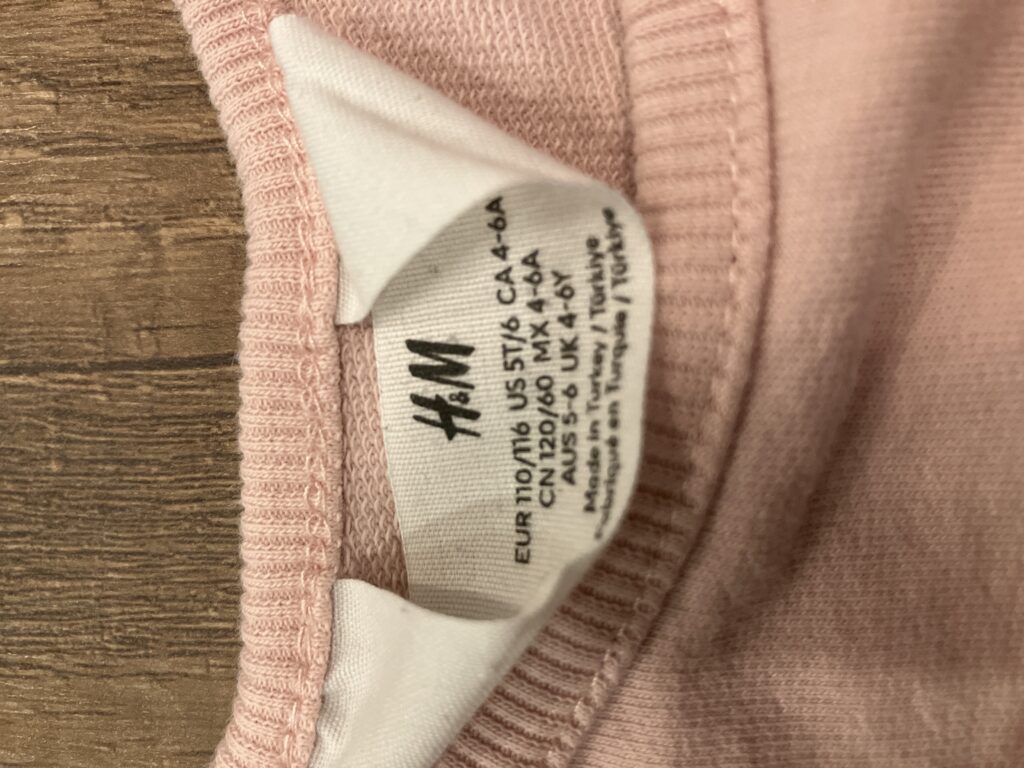 H&M
EUR 110/116 US 5T/6 CA 4-6A
CN 120/60 MX 4-6A
AUS 5-6 UK 4-6Y
Made in Turkey / Türkiye
Fabriqué en Turquie / Türkiye